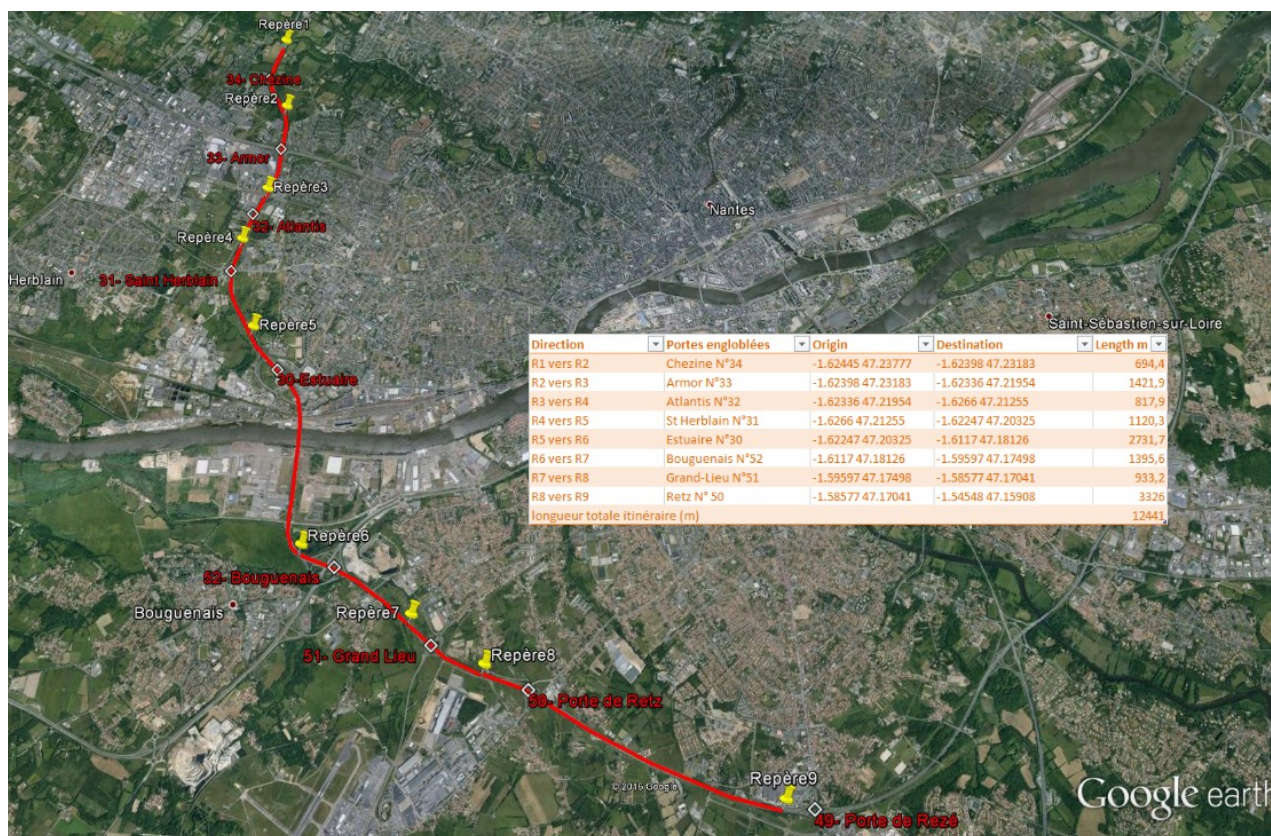 Repère1
34- Chézine
Repère2
33- Armor
Repère3
32- Atlantis
Repère4
Nantes
Herblain
31- Saint Herblain
Repère5
Saint-Sébastien-sur-Loire
30-Estuaire
Direction Portes engloblées Origin Destination Length m
R1 vers R2 Chezine N°34 -1.62445 47.23777 -1.62398 47.23183 694,4
R2 vers R3 Armor N°33 -1.62398 47.23183 -1.62336 47.21954 1421,9
R3 vers R4 Atlantis N°32 -1.62336 47.21954 -1.6266 47.21255 817,9
R4 vers R5 St Herblain N°31 -1.6266 47.21255 -1.62247 47.20325 1120,3
R5 vers R6 Estuaire N°30 -1.62247 47.20325 -1.6117 47.18126 2731,7
R6 vers R7 Bouguenais N°52 -1.6117 47.18126 -1.59597 47.17498 1395,6
R7 vers R8 Grand-Lieu N°51 -1.59597 47.17498 -1.58577 47.17041 933,2
R8 vers R9 Retz N° 50 -1.58577 47.17041 -1.54548 47.15908 3326
longueur totale itinéraire (m) 12441
Repère6
52- Bouguenais
Bouguenais
Repère7
51- Grand Lieu
Repère8
50- Porte de Retz
Repère9
© 2016 Google
Google earth
49- Porte de Rezé